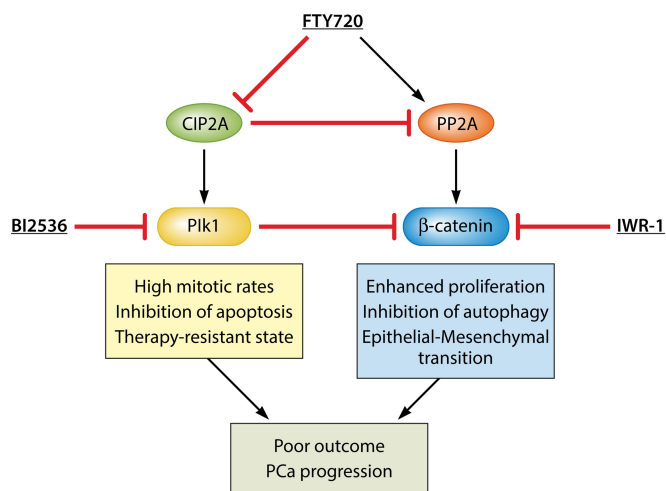 FTY720
CIP2A
PP2A
BI2536
Plk1
β-catenin
IWR-1
High mitotic rates
Inhibition of apoptosis
Therapy-resistant state
Enhanced proliferation
Inhibition of autophagy
Epithelial-Mesenchymal
transition
Poor outcome
PCa progression